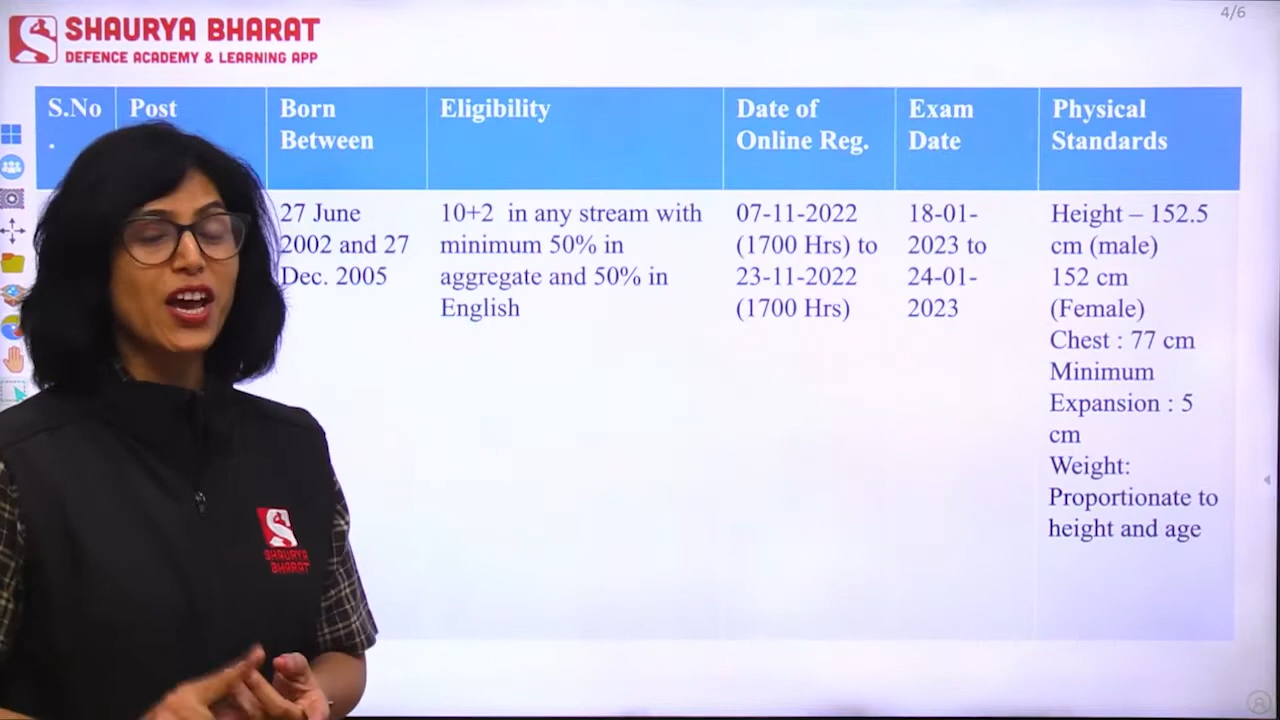 4/6
SHAURYA BHARAT
DEFENCE ACADEMY & LEARNING APP
S.No
.
Post
Born
Between
Eligibility
Date of
Online Reg.
Exam
Date
Physical
Standards
27 June
2002 and 27
Dec. 2005
10+2 in any stream with
minimum 50% in
aggregate and 50% in
English
07-11-2022
(1700 Hrs) to
23-11-2022
(1700 Hrs)
18-01-
2023 to
24-01-
2023
Height – 152.5
cm (male)
152 cm
(Female)
Chest : 77 cm
Minimum
Expansion : 5
cm
Weight:
Proportionate to
height and age
SHAURYA
BHARAT